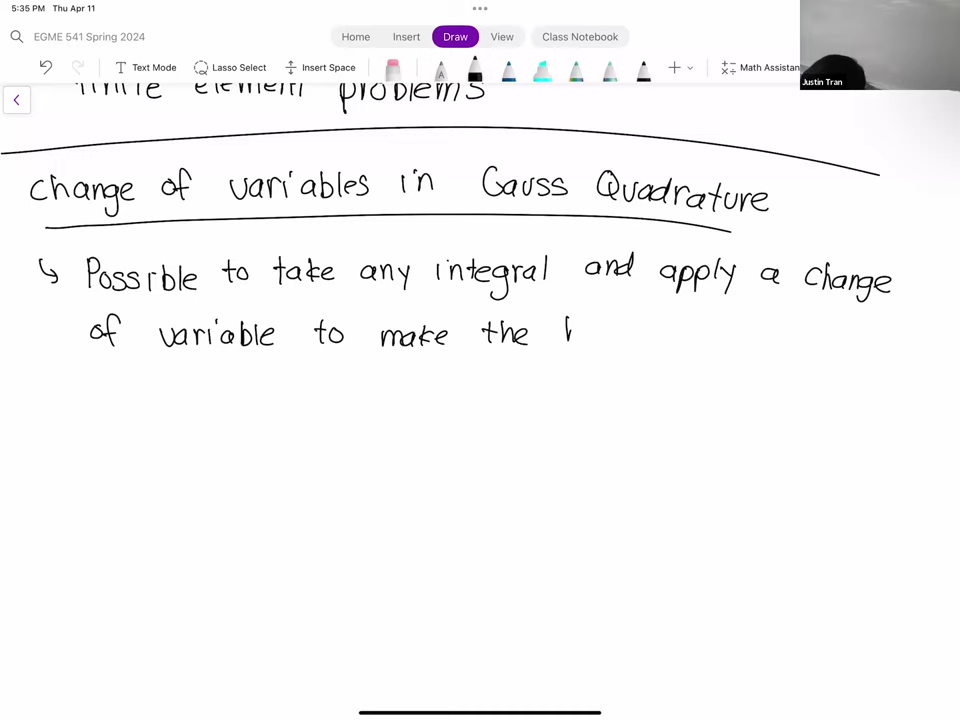 5:35 PM Thu Apr 11
EGME 541 Spring 2024
Home Insert Draw View Class Notebook
Text Mode Lasso Select Insert Space A Math Assistan
Justin Tran
finite element problems
Change of variables in Gauss Quadrature
↳ Possible to take any integral and apply a change
of variable to make the